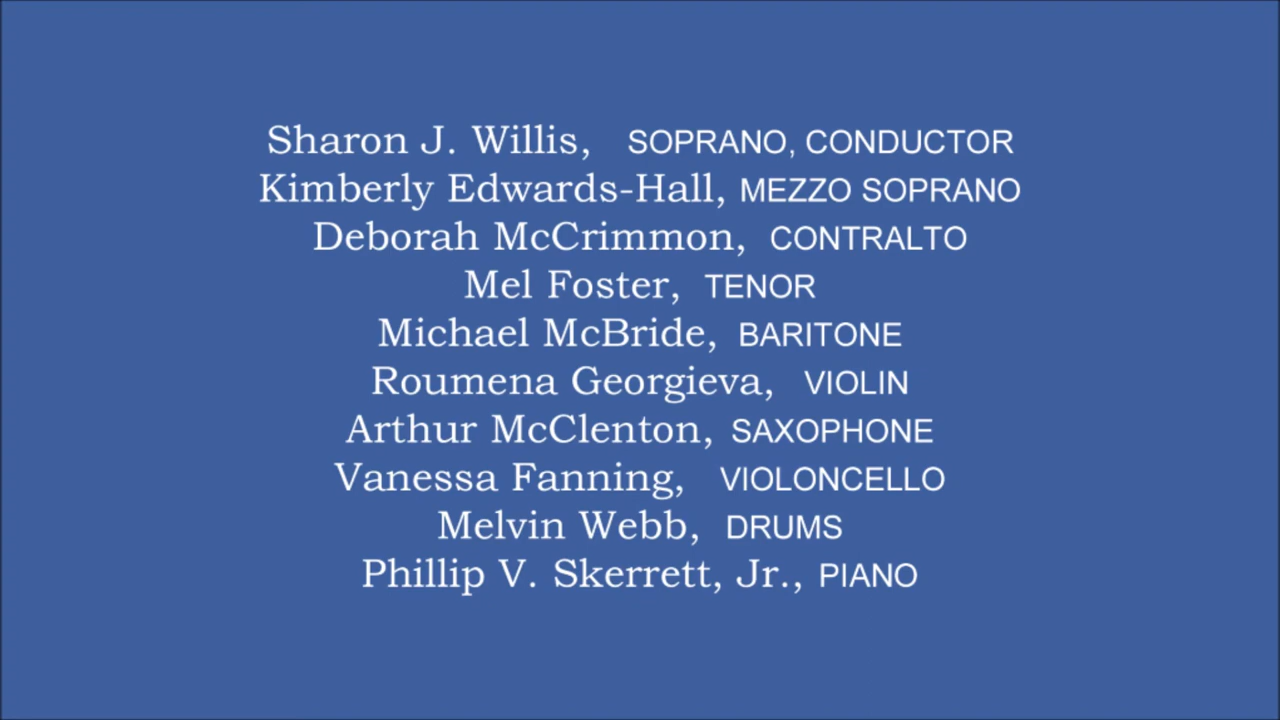 Sharon J. Willis, SOPRANO, CONDUCTOR
Kimberly Edwards-Hall, MEZZO SOPRANO
Deborah McCrimmon, CONTRALTO
Mel Foster, TENOR
Michael McBride, BARITONE
Roumena Georgieva, VIOLIN
Arthur McClenton, SAXOPHONE
Vanessa Fanning, VIOLONCELLO
Melvin Webb, DRUMS
Phillip V. Skerrett, Jr., PIANO